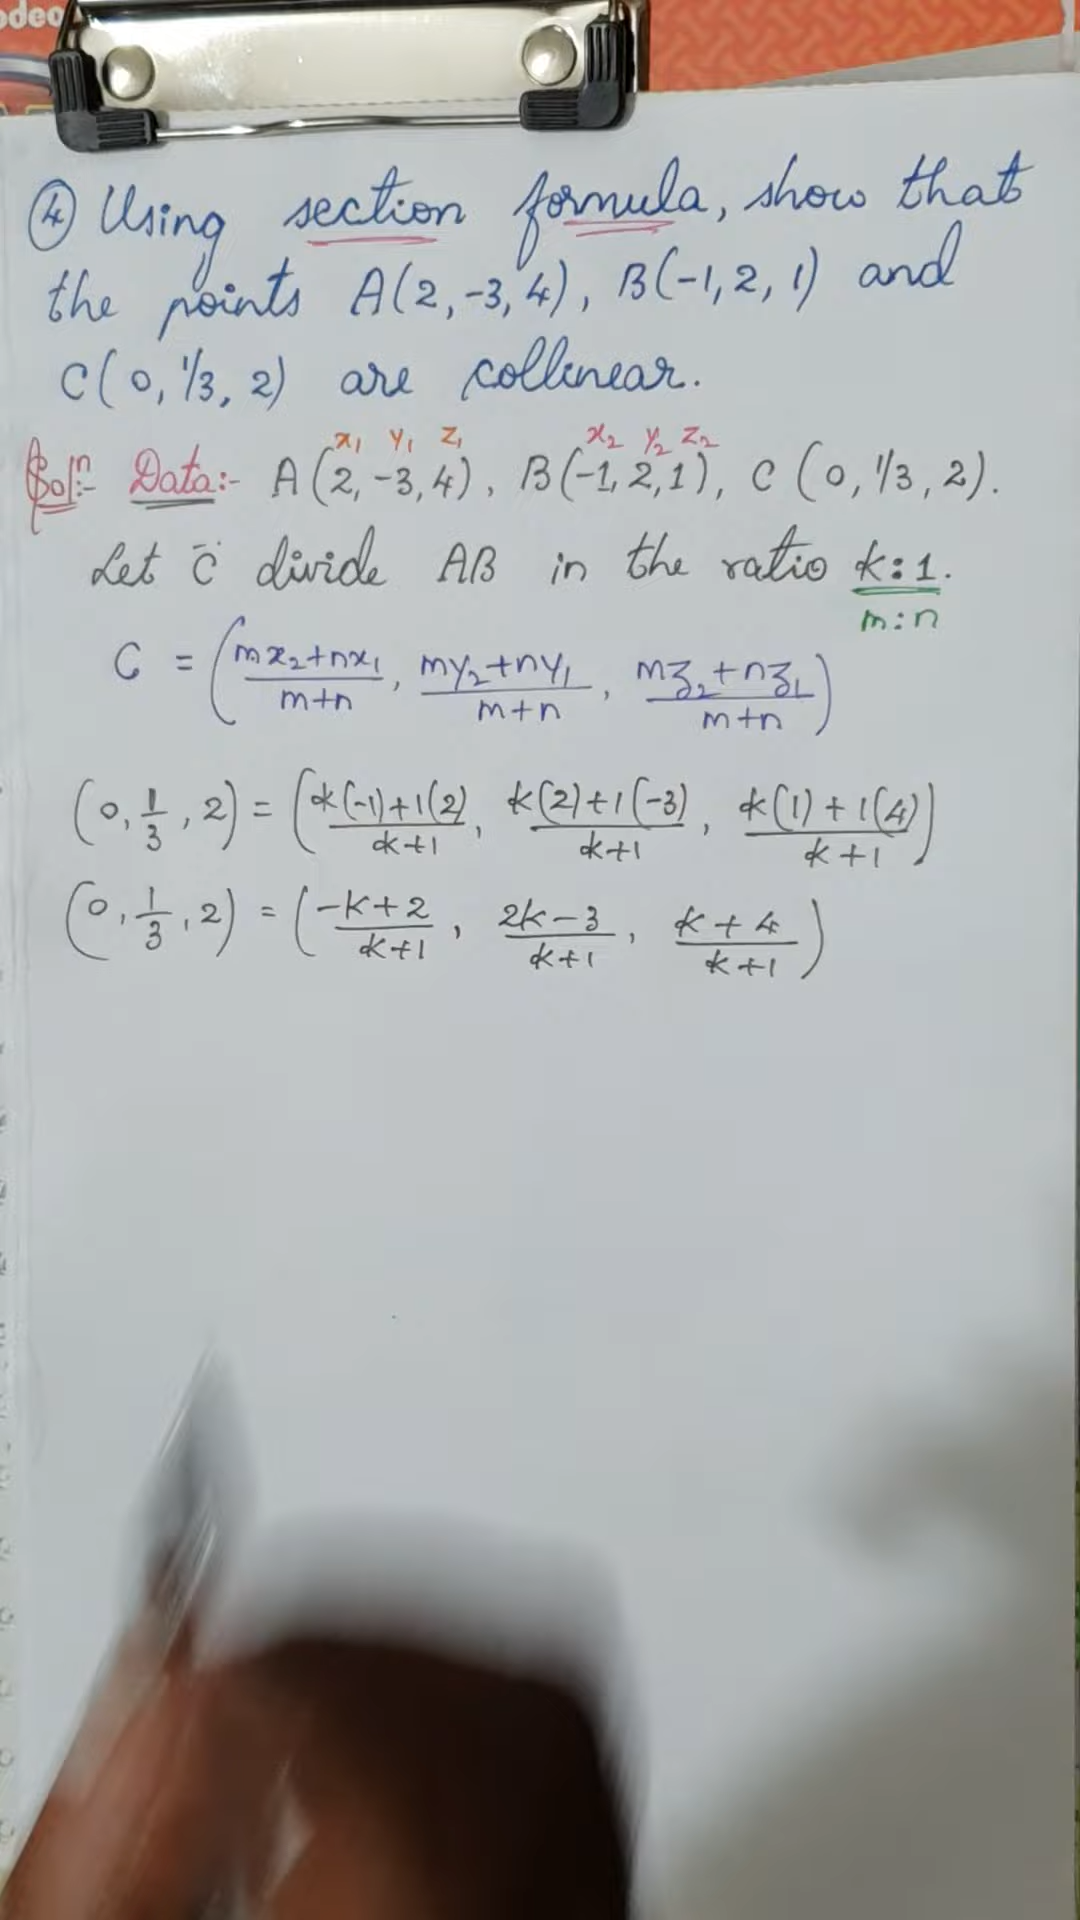 odeo
④ Using section formula, show that
the points A(2, -3, 4), B(-1, 2, 1) and
C(0, 1/3, 2) are collinear.
x₁ y₁ z₁ x₂ y₂ z₂
Solⁿ:- Data:- A(2, -3, 4), B(-1, 2, 1), C(0, 1/3, 2).
Let C divide AB in the ratio k:1.
m:n
C = ( (mx₂+nx₁)/(m+n), (my₂+ny₁)/(m+n), (mz₂+nz₁)/(m+n) )
(0, 1/3, 2) = ( (k(-1)+1(2))/(k+1), (k(2)+1(-3))/(k+1), (k(1)+1(4))/(k+1) )
(0, 1/3, 2) = ( (-k+2)/(k+1), (2k-3)/(k+1), (k+4)/(k+1) )